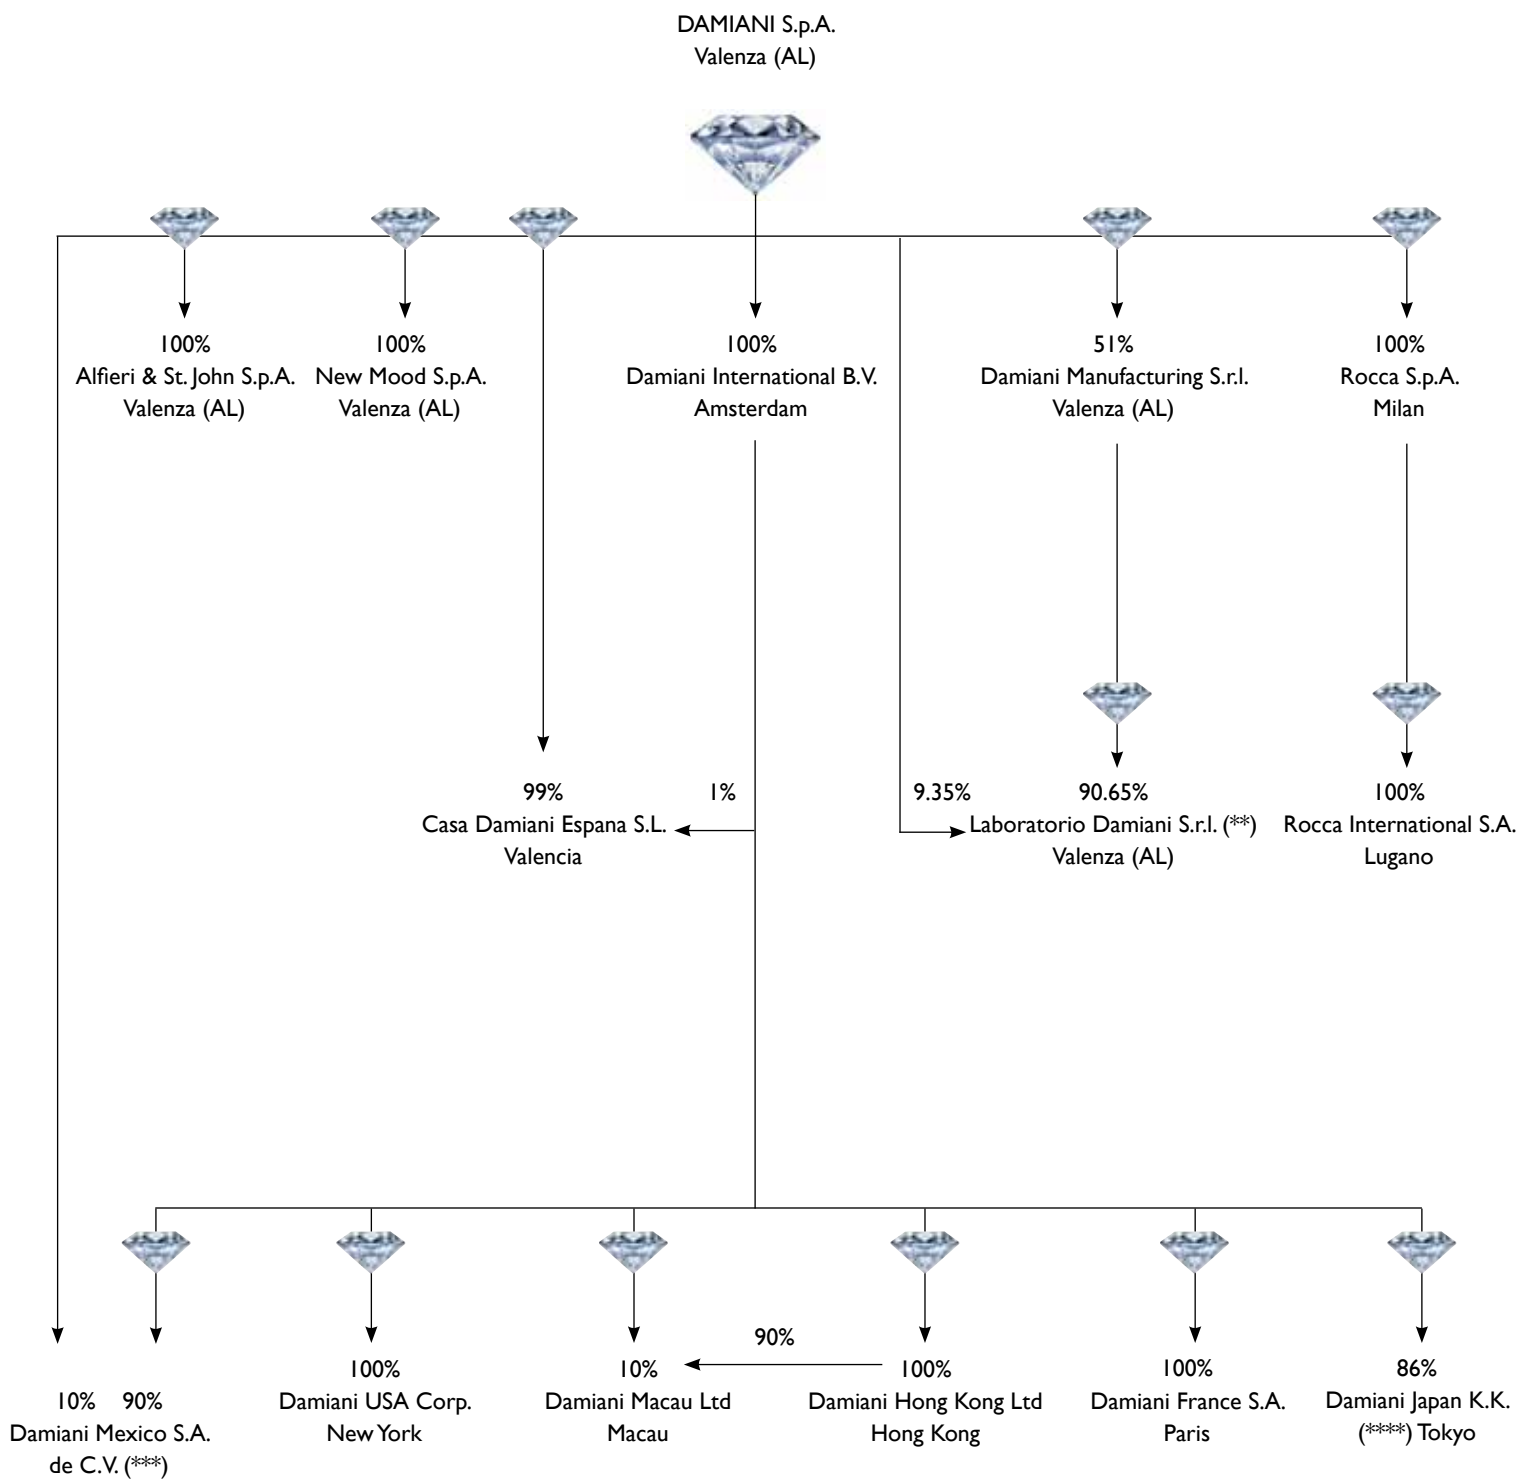 DAMIANI S.p.A.
Valenza (AL)
100%
Alfieri & St. John S.p.A.
Valenza (AL)
100%
New Mood S.p.A.
Valenza (AL)
100%
Damiani International B.V.
Amsterdam
51%
Damiani Manufacturing S.r.l.
Valenza (AL)
100%
Rocca S.p.A.
Milan
99%
1%
Casa Damiani Espana S.L.
Valencia
9.35%
90.65%
Laboratorio Damiani S.r.l. (**)
Valenza (AL)
100%
Rocca International S.A.
Lugano
10% 90%
Damiani Mexico S.A.
de C.V. (***)
100%
Damiani USA Corp.
New York
10%
Damiani Macau Ltd
Macau
90%
100%
Damiani Hong Kong Ltd
Hong Kong
100%
Damiani France S.A.
Paris
86%
Damiani Japan K.K.
(****) Tokyo